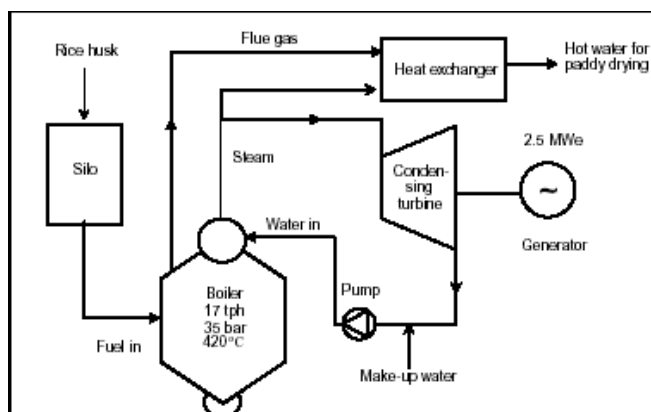 Flue gas
Rice husk
Heat exchanger
Hot water for
paddy drying
Silo
Steam
Conden-
sing
turbine
2.5 MWe
~
Generator
Water in
Boiler
17 tph
35 bar
420°C
Pump
Fuel in
Make-up water